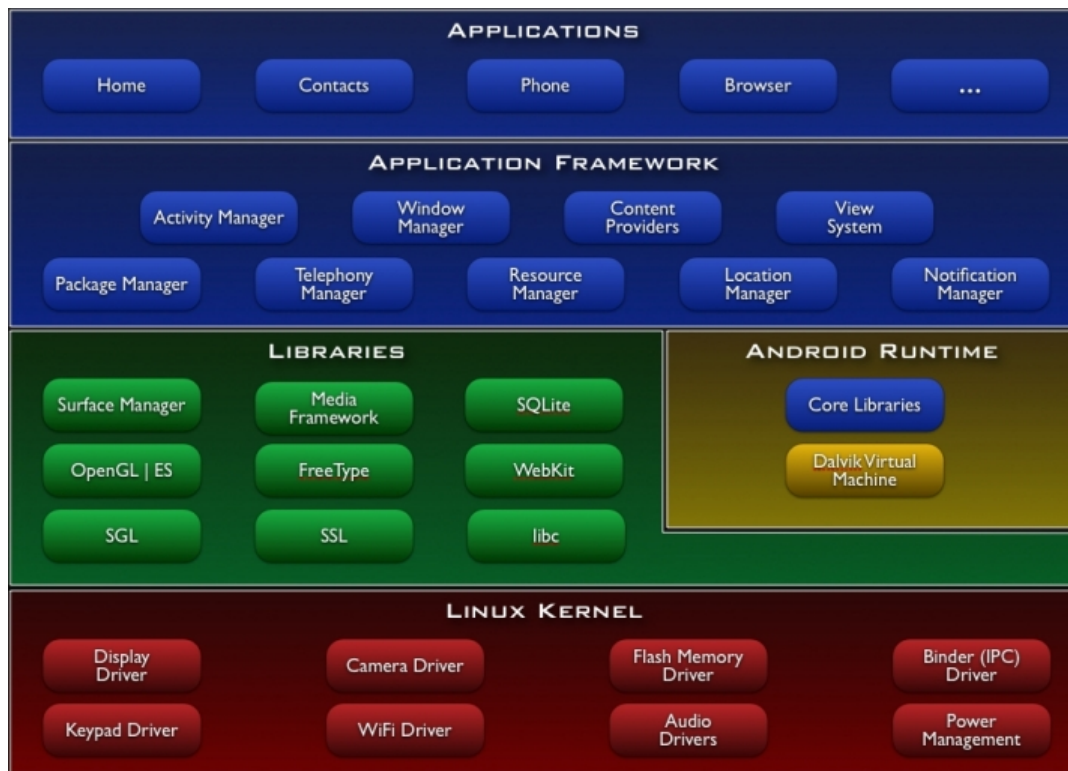 APPLICATIONS
Home
Contacts
Phone
Browser
...
APPLICATION FRAMEWORK
Activity Manager
Window
Manager
Content
Providers
View
System
Package Manager
Telephony
Manager
Resource
Manager
Location
Manager
Notification
Manager
LIBRARIES
Surface Manager
Media
Framework
SQLite
OpenGL | ES
FreeType
WebKit
SGL
SSL
libc
ANDROID RUNTIME
Core Libraries
Dalvik Virtual
Machine
LINUX KERNEL
Display
Driver
Camera Driver
Flash Memory
Driver
Binder (IPC)
Driver
Keypad Driver
WiFi Driver
Audio
Drivers
Power
Management